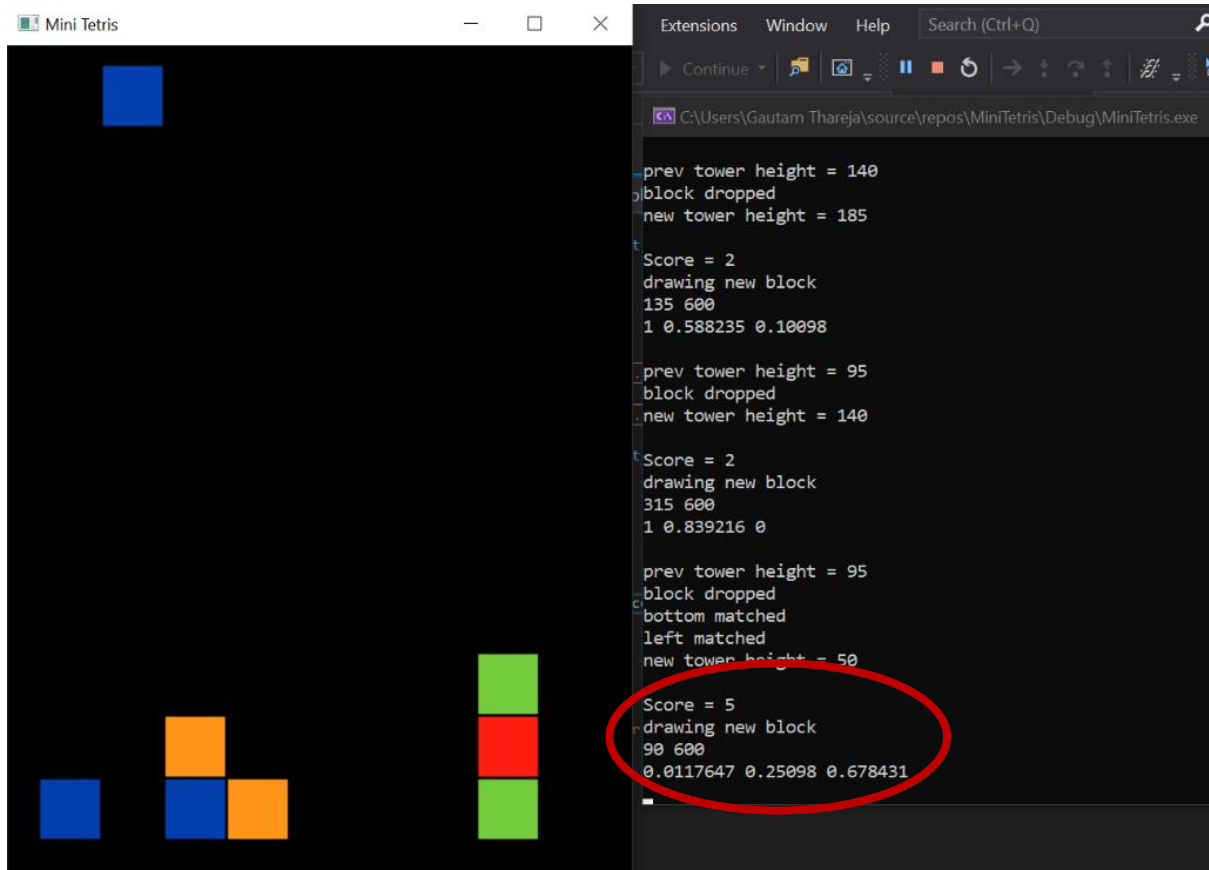 Mini Tetris
Extensions Window Help Search (Ctrl+Q)
Continue
C:\Users\Gautam Thareja\source\repos\MiniTetris\Debug\MiniTetris.exe
prev tower height = 140
block dropped
new tower height = 185
Score = 2
drawing new block
135 600
1 0.588235 0.10098
prev tower height = 95
block dropped
new tower height = 140
Score = 2
drawing new block
315 600
1 0.839216 0
prev tower height = 95
block dropped
bottom matched
left matched
new tower height = 50
Score = 5
drawing new block
90 600
0.0117647 0.25098 0.678431